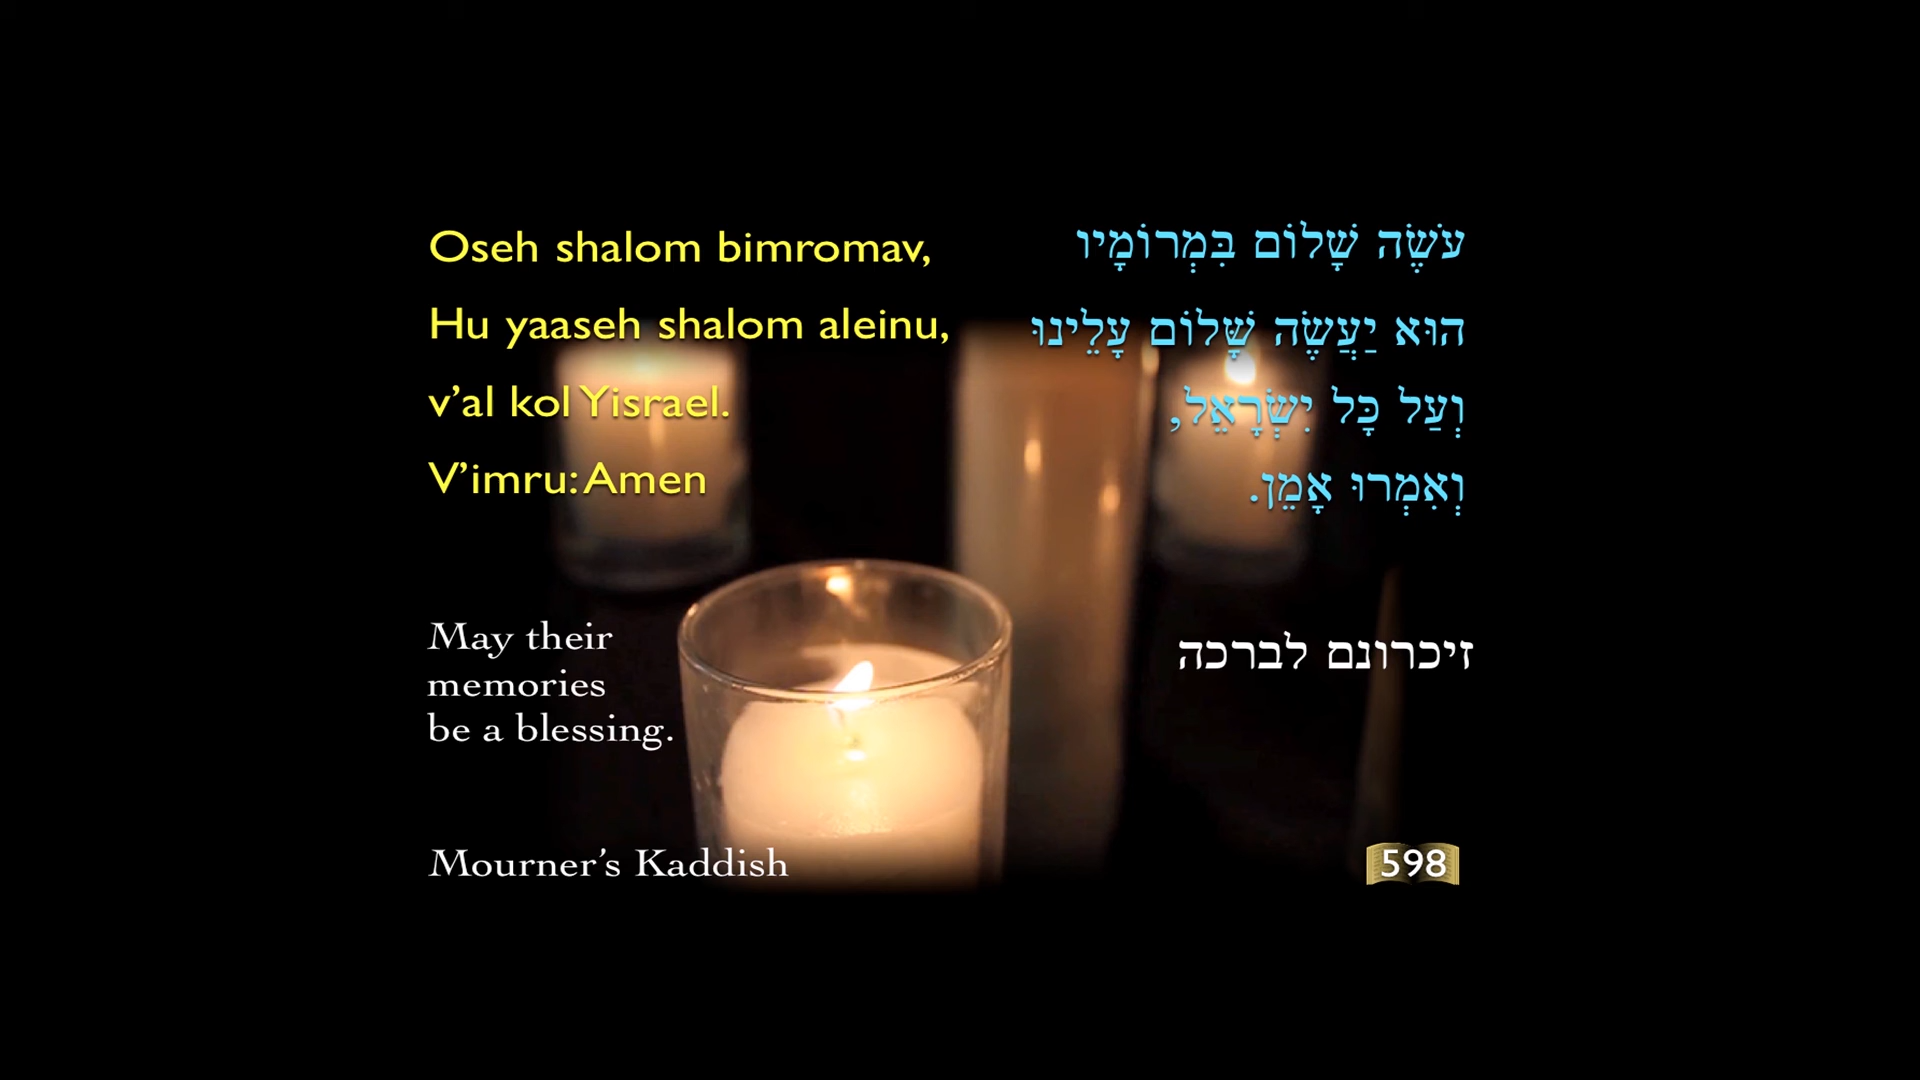 Oseh shalom bimromav,
Hu yaaseh shalom aleinu,
v’al kol Yisrael.
V’imru: Amen
עֹשֶׂה שָׁלוֹם בִּמְרוֹמָיו
הוּא יַעֲשֶׂה שָׁלוֹם עָלֵינוּ
וְעַל כָּל יִשְׂרָאֵל,
וְאִמְרוּ אָמֵן.
May their
memories
be a blessing.
זיכרונם לברכה
Mourner’s Kaddish
598